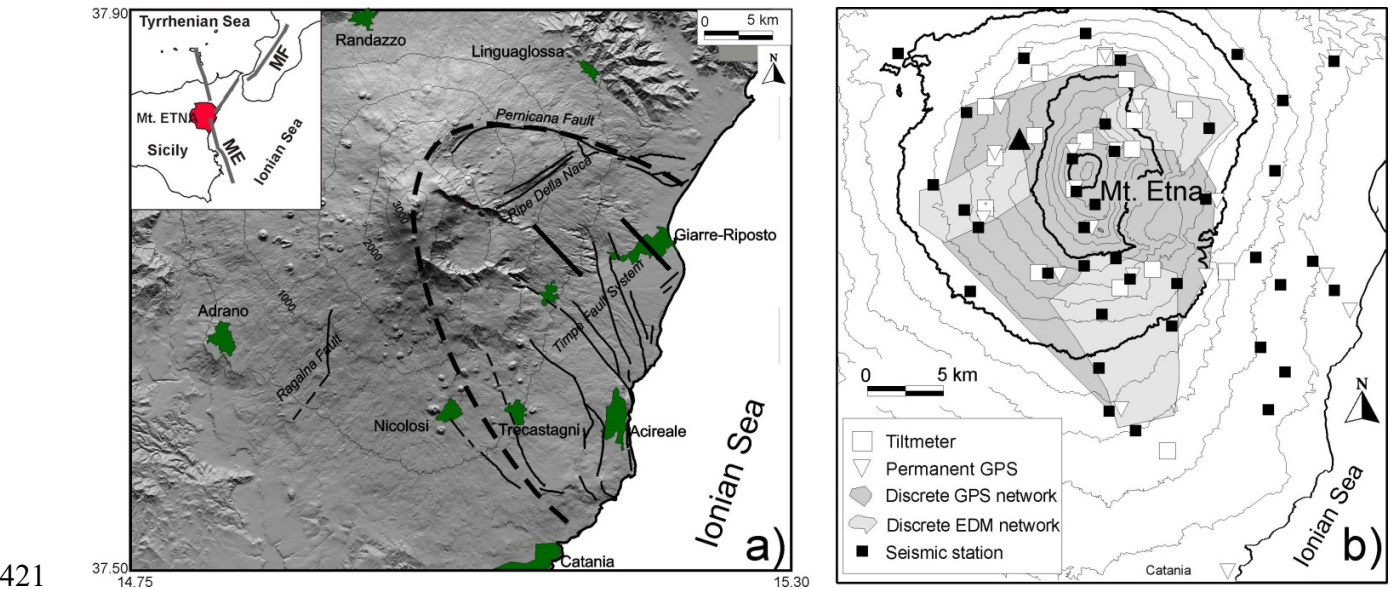 37.90
Tyrrhenian Sea
MF
Mt. ETNA
Sicily
ME
Ionian Sea
Randazzo
Linguaglossa
0 5 km
N
Pernicana Fault
Ripe Della Naca
3000
2000
1000
Giarre-Riposto
Timpe Fault System
Adrano
Ragalna Fault
Nicolosi
Trecastagni
Acireale
Ionian Sea
Catania
a)
37.50
14.75
15.30
421
Mt. Etna
0 5 km
N
Tiltmeter
Permanent GPS
Discrete GPS network
Discrete EDM network
Seismic station
Ionian Sea
Catania
b)